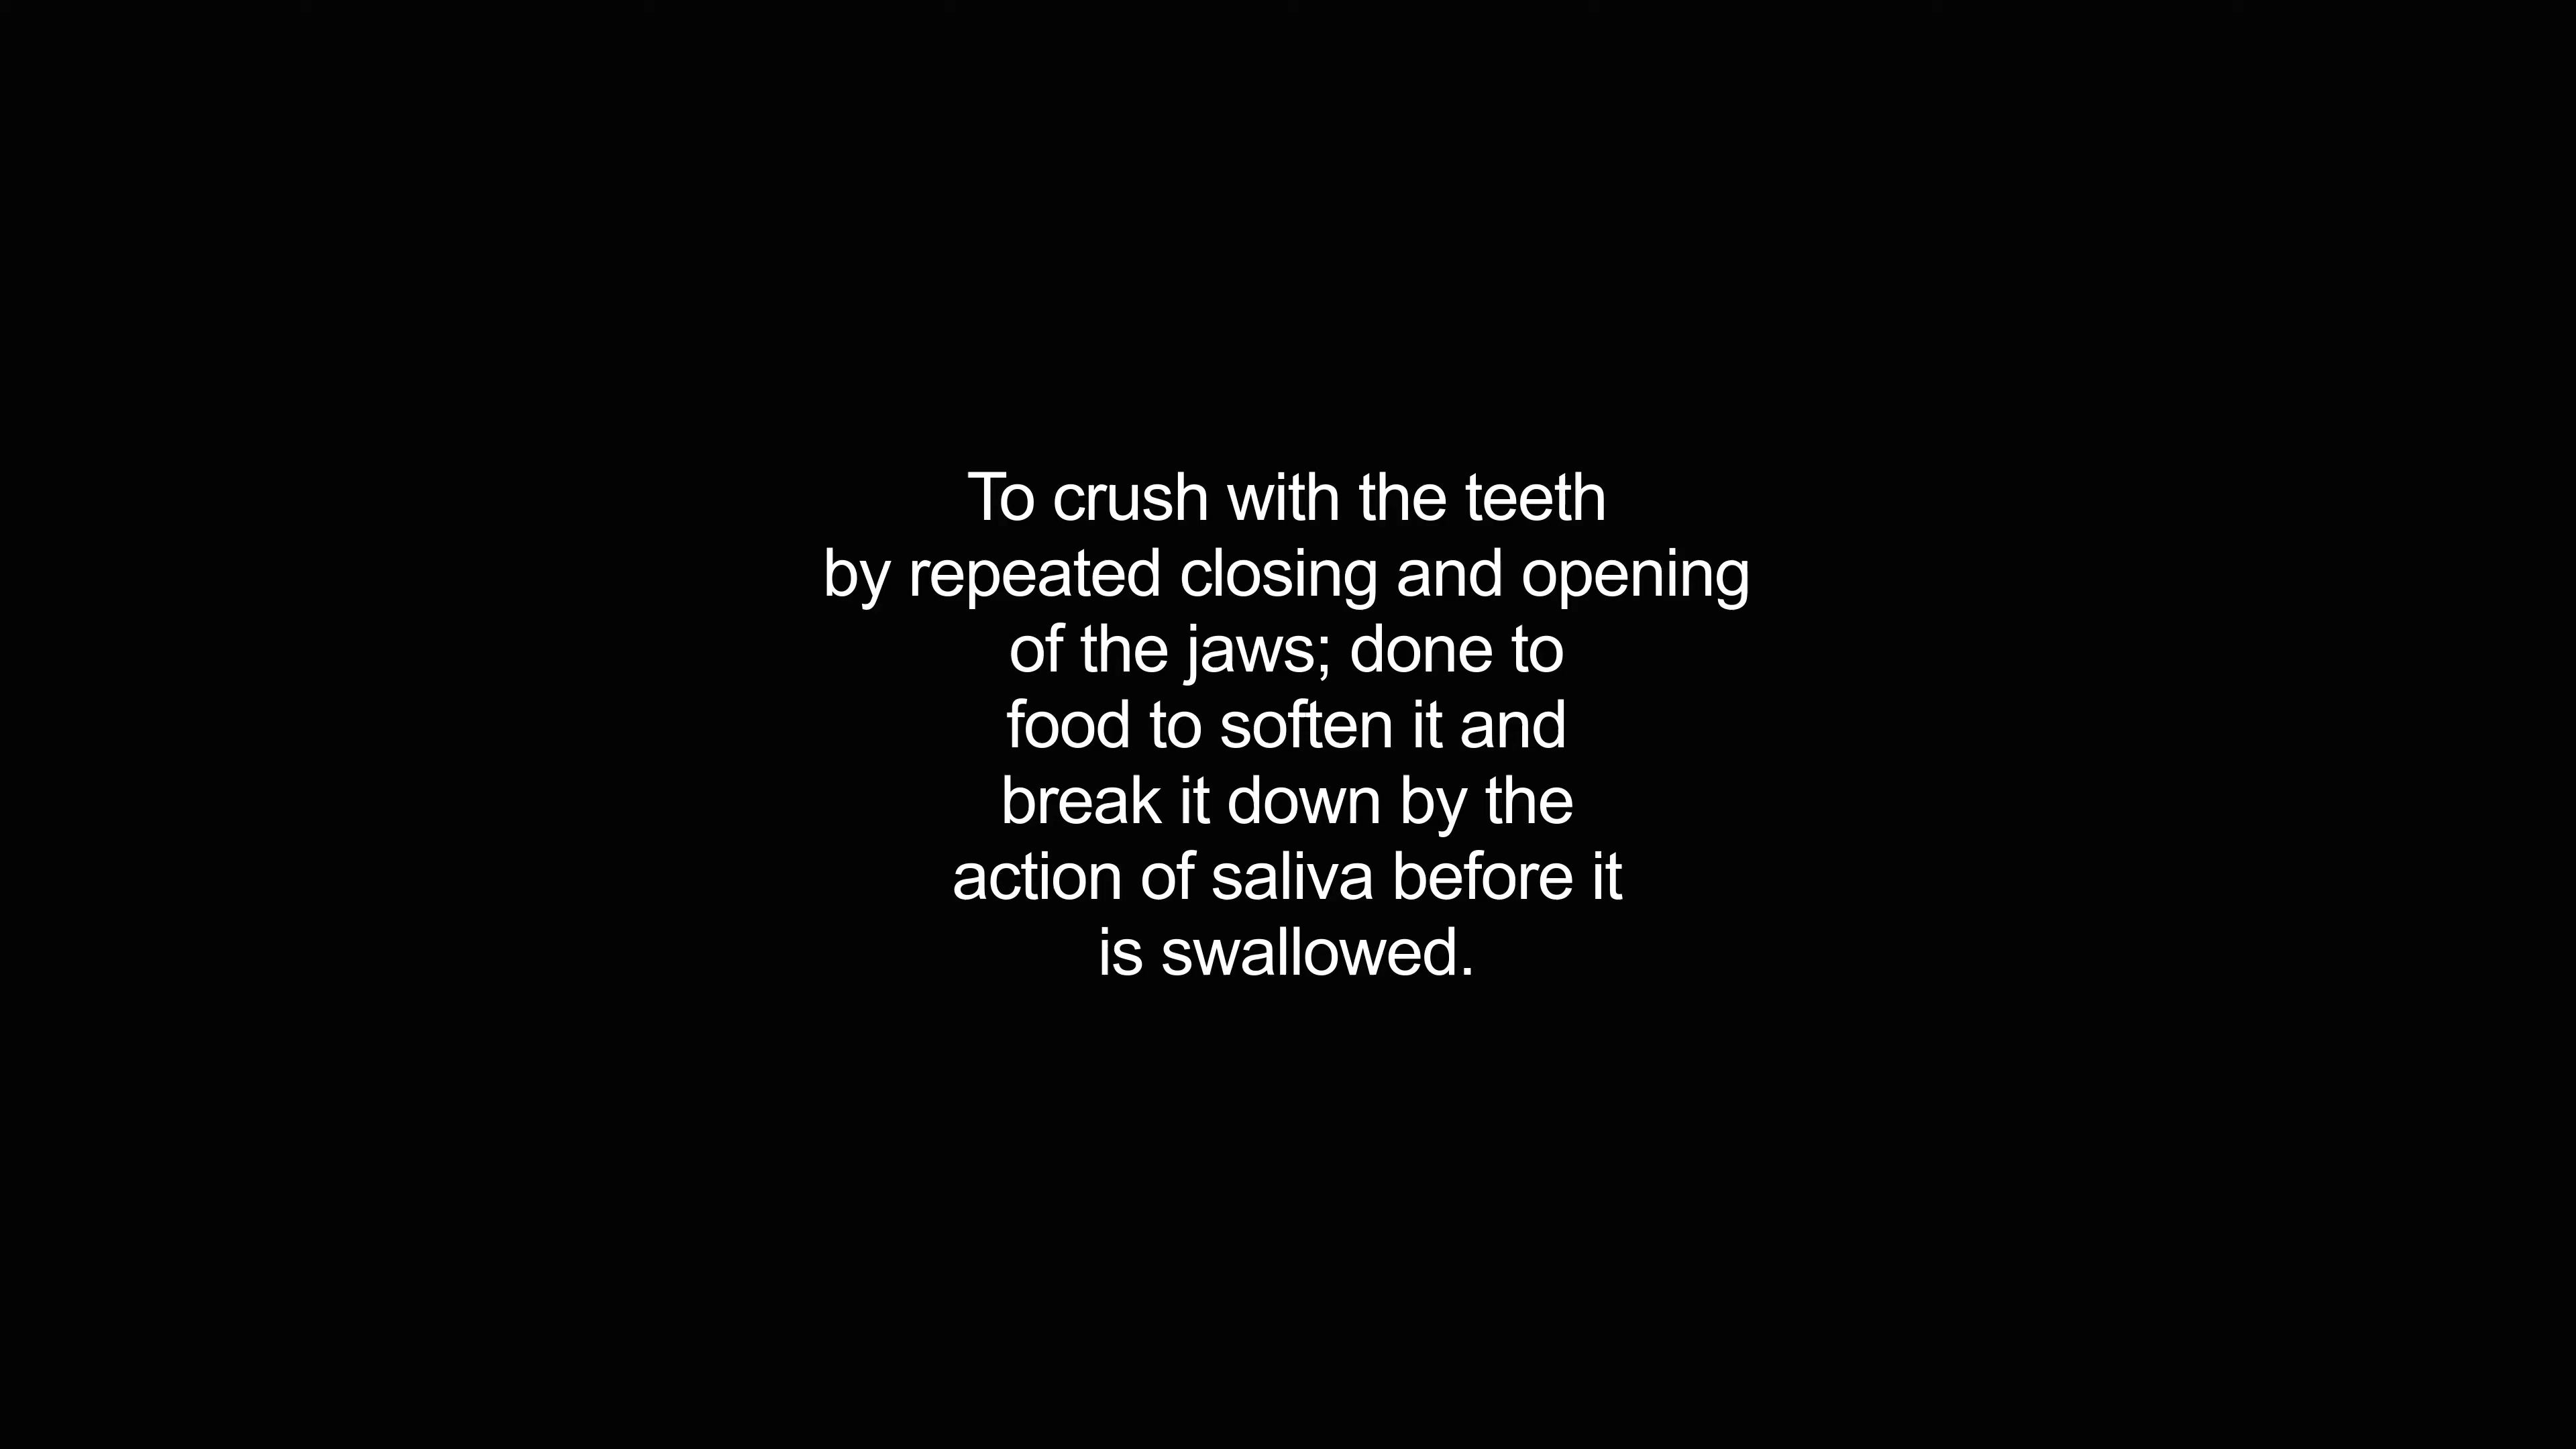 To crush with the teeth
by repeated closing and opening
of the jaws; done to
food to soften it and
break it down by the
action of saliva before it
is swallowed.